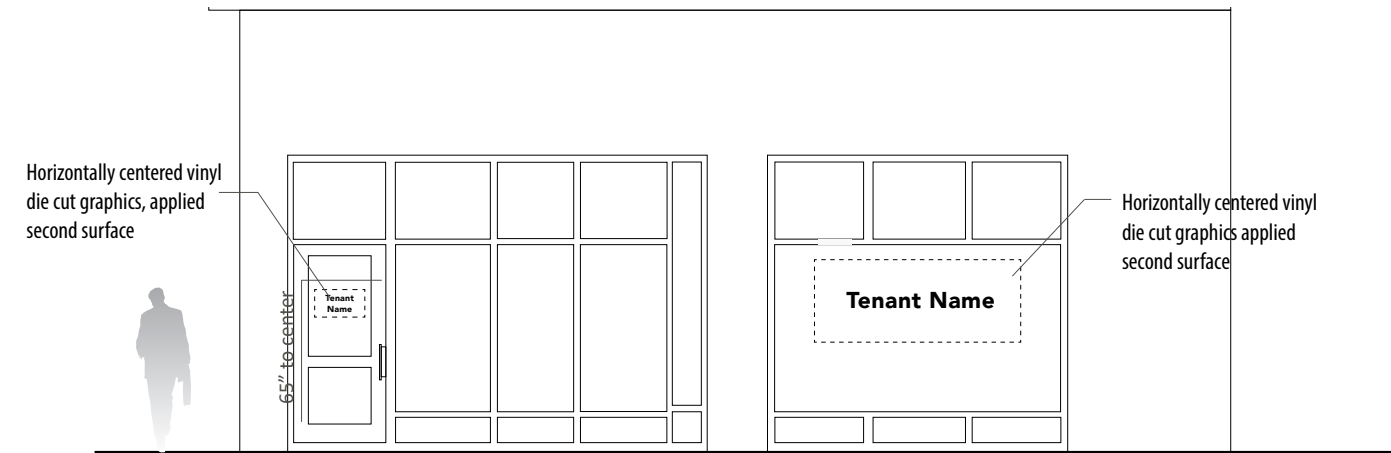 Horizontally centered vinyl
die cut graphics, applied
second surface
65” to center
Tenant
Name
Tenant Name
Horizontally centered vinyl
die cut graphics applied
second surface